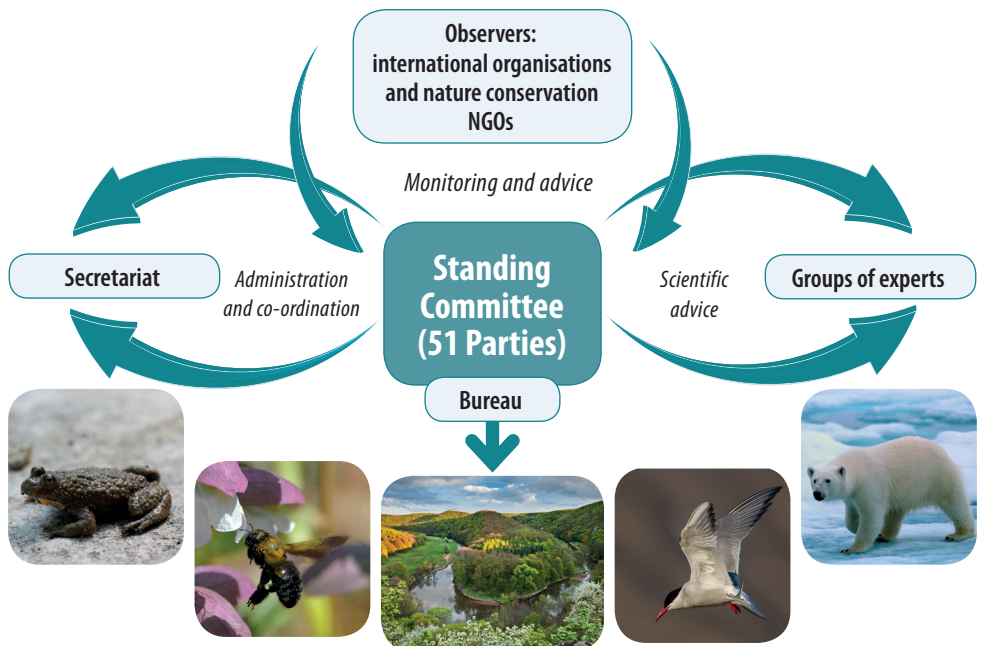 Observers:
international organisations
and nature conservation
NGOs
Monitoring and advice
Secretariat
Administration
and co-ordination
Standing
Committee
(51 Parties)
Scientific
advice
Groups of experts
Bureau